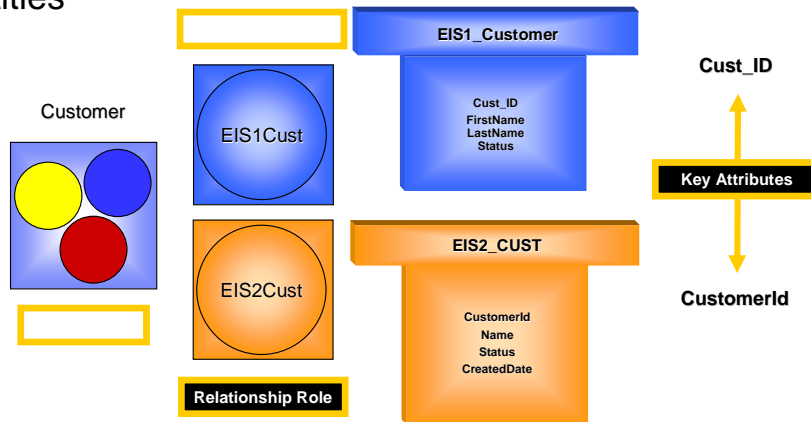 Customer
EIS1Cust
EIS2Cust
Relationship Role
EIS1_Customer
Cust_ID
FirstName
LastName
Status
EIS2_CUST
CustomerId
Name
Status
CreatedDate
Cust_ID
Key Attributes
CustomerId